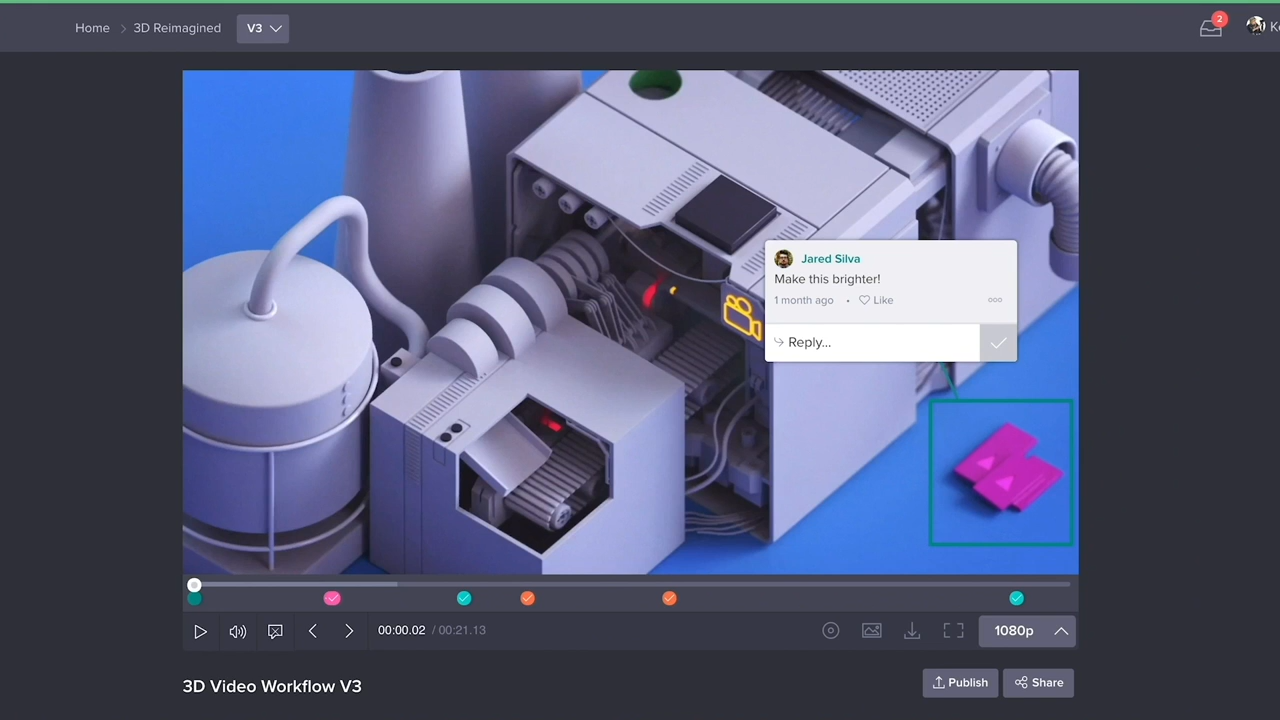 Home
3D Reimagined
V3
2
Jared Silva
Make this brighter!
1 month ago • Like
Reply...
00:00.02 / 00:21.13
1080p
3D Video Workflow V3
Publish
Share